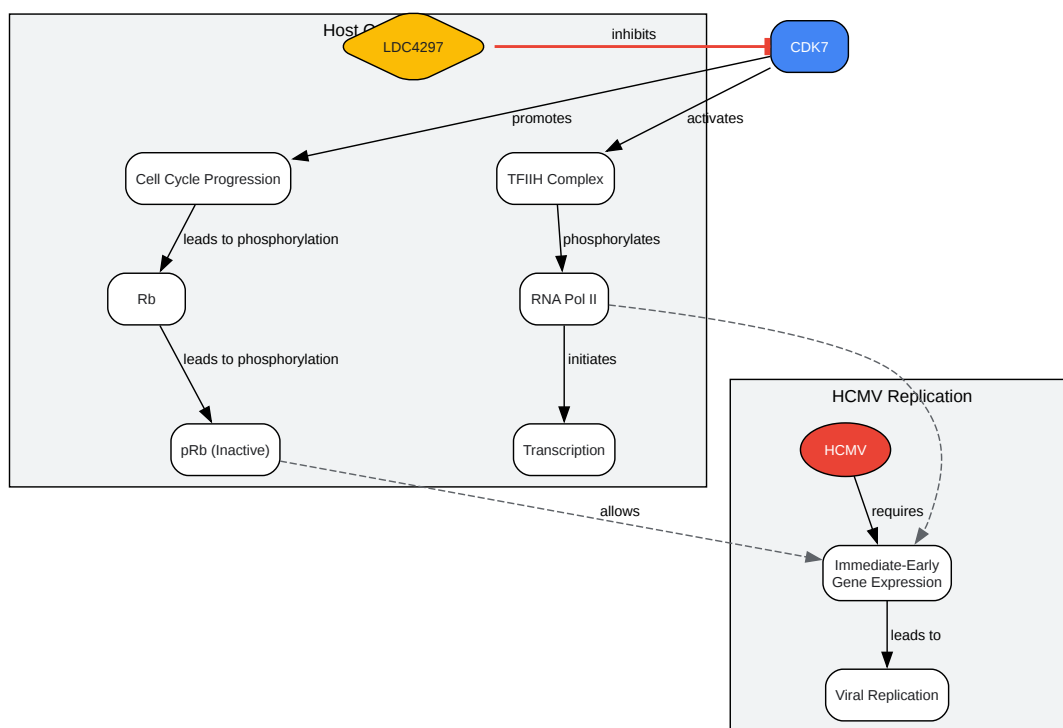 Host
LDC4297
inhibits
CDK7
promotes
activates
Cell Cycle Progression
TFIIH Complex
leads to phosphorylation
phosphorylates
Rb
RNA Pol II
leads to phosphorylation
initiates
HCMV Replication
pRb (Inactive)
Transcription
HCMV
allows
requires
Immediate-Early
Gene Expression
leads to
Viral Replication